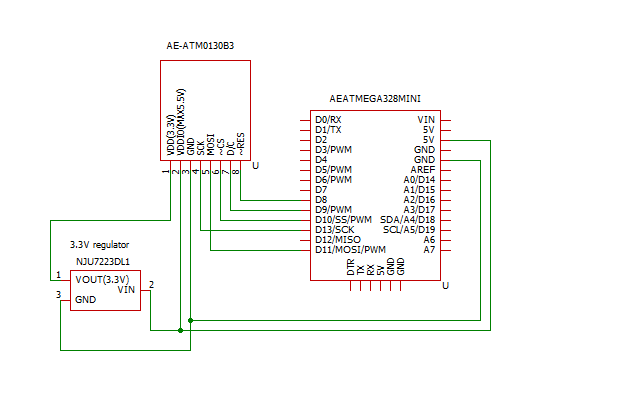 AE-ATM0130B3
VDD(3.3V)
VDDIO(MAX5.5V)
GND
SCK
MOSI
~CS
D/C
~RES
1
2
3
4
5
6
7
8
U
AEATMEGA328MINI
D0/RX
D1/TX
D2
D3/PWM
D4
D5/PWM
D6/PWM
D7
D8
D9/PWM
D10/SS/PWM
D13/SCK
D12/MISO
D11/MOSI/PWM
VIN
5V
5V
GND
GND
AREF
A0/D14
A1/D15
A2/D16
A3/D17
SDA/A4/D18
SCL/A5/D19
A6
A7
DTR
TX
RX
5V
GND
GND
U
3.3V regulator
NJU7223DL1
1
VOUT(3.3V)
VIN
2
3
GND